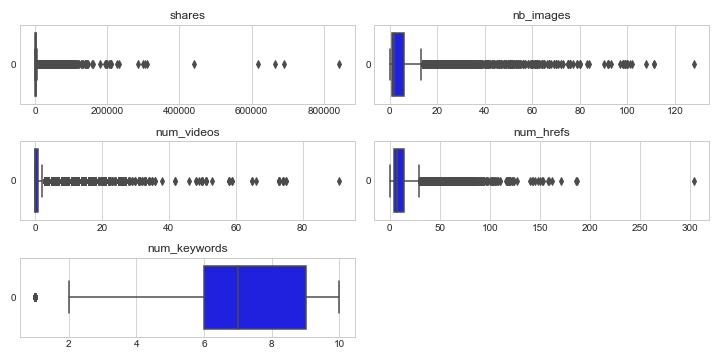 shares
0
0 200000 400000 600000 800000
nb_images
0
0 20 40 60 80 100 120
num_videos
0
0 20 40 60 80
num_hrefs
0
0 50 100 150 200 250 300
num_keywords
0
2 4 6 8 10